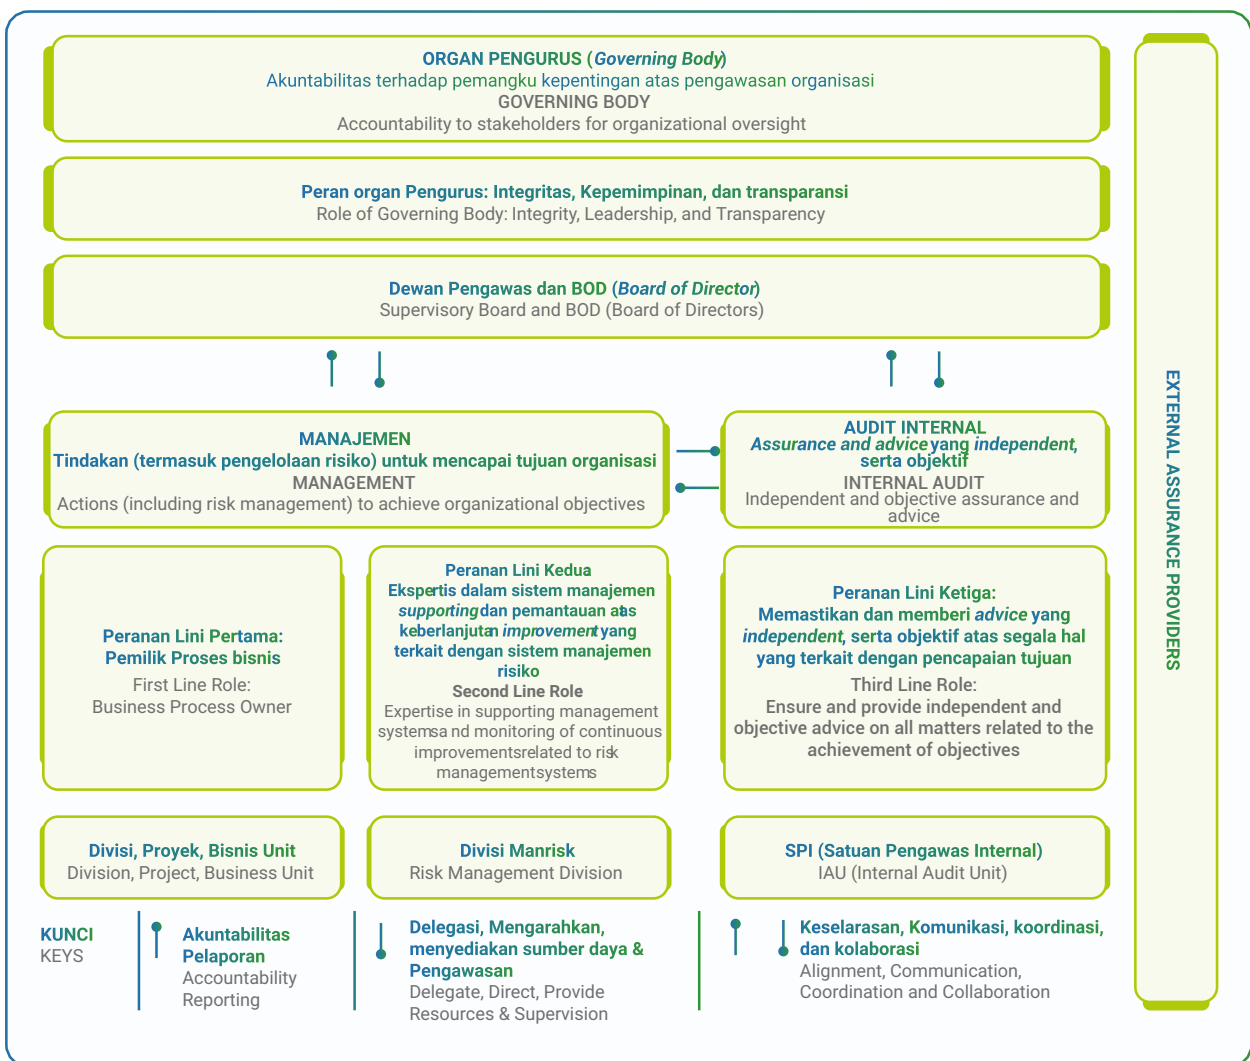 ORGAN PENGURUS (Governing Body)
Akuntabilitas terhadap pemangku kepentingan atas pengawasan organisasi
GOVERNING BODY
Accountability to stakeholders for organizational oversight
Peran organ Pengurus: Integritas, Kepemimpinan, dan transparansi
Role of Governing Body: Integrity, Leadership, and Transparency
Dewan Pengawas dan BOD (Board of Director)
Supervisory Board and BOD (Board of Directors)
MANAJEMEN
Tindakan (termasuk pengelolaan risiko) untuk mencapai tujuan organisasi
MANAGEMENT
Actions (including risk management) to achieve organizational objectives
AUDIT INTERNAL
Assurance and advice yang independent,
serta objektif
INTERNAL AUDIT
Independent and objective assurance and
advice
Peranan Lini Pertama:
Pemilik Proses bisnis
First Line Role:
Business Process Owner
Peranan Lini Kedua
Ekspertis dalam sistem manajemen
supporting dan pemantauan atas
keberlanjutan improvement yang
terkait dengan sistem manajemen
risiko
Second Line Role
Expertise in supporting management
systemsa nd monitoring of continuous
improvementsrelated to risk
managementsystems
Peranan Lini Ketiga:
Memastikan dan memberi advice yang
independent, serta objektif atas segala hal
yang terkait dengan pencapaian tujuan
Third Line Role:
Ensure and provide independent and
objective advice on all matters related to the
achievement of objectives
Divisi, Proyek, Bisnis Unit
Division, Project, Business Unit
Divisi Manrisk
Risk Management Division
SPI (Satuan Pengawas Internal)
IAU (Internal Audit Unit)
EXTERNAL ASSURANCE PROVIDERS
KUNCI
KEYS
Akuntabilitas
Pelaporan
Accountability
Reporting
Delegasi, Mengarahkan,
menyediakan sumber daya &
Pengawasan
Delegate, Direct, Provide
Resources & Supervision
Keselarasan, Komunikasi, koordinasi,
dan kolaborasi
Alignment, Communication,
Coordination and Collaboration